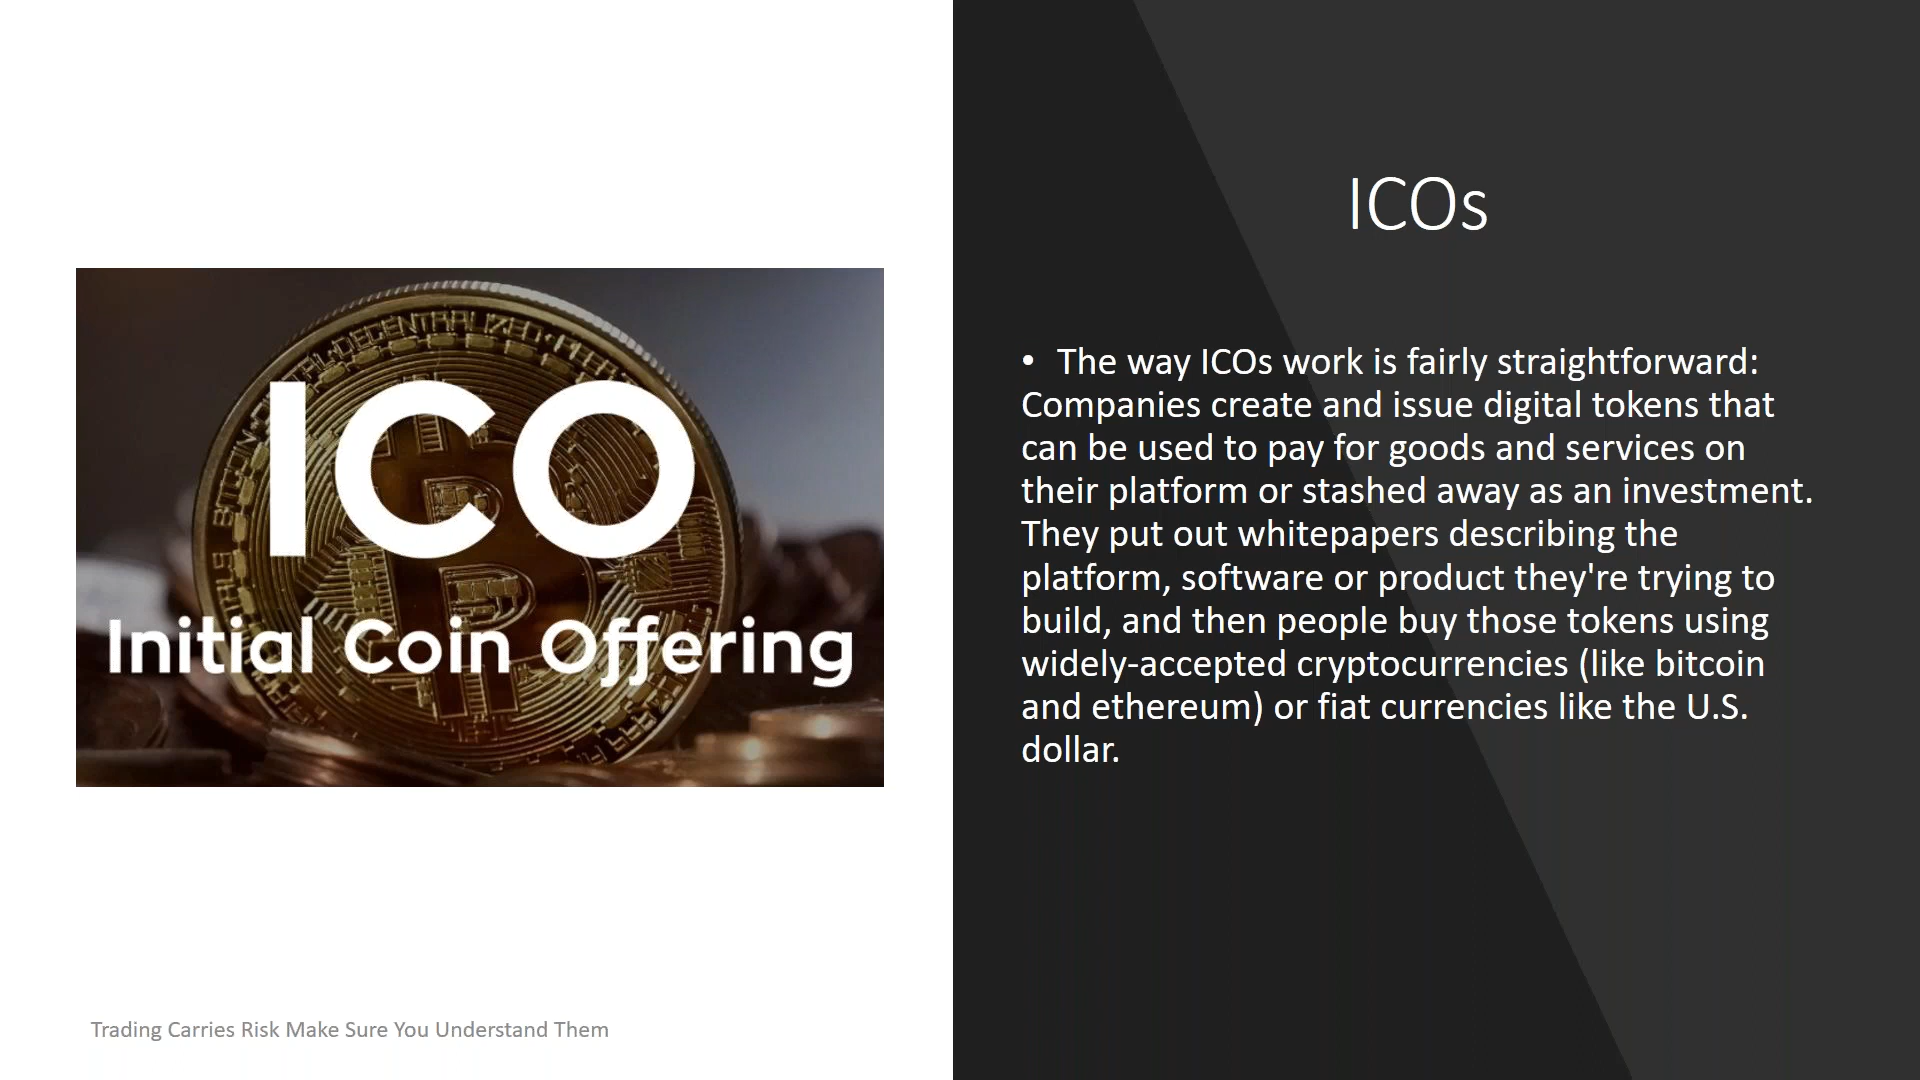 ICO
Initial Coin Offering
BITCOIN
DECENTRALIZED
ICOs
• The way ICOs work is fairly straightforward:
Companies create and issue digital tokens that
can be used to pay for goods and services on
their platform or stashed away as an investment.
They put out whitepapers describing the
platform, software or product they're trying to
build, and then people buy those tokens using
widely-accepted cryptocurrencies (like bitcoin
and ethereum) or fiat currencies like the U.S.
dollar.
Trading Carries Risk Make Sure You Understand Them